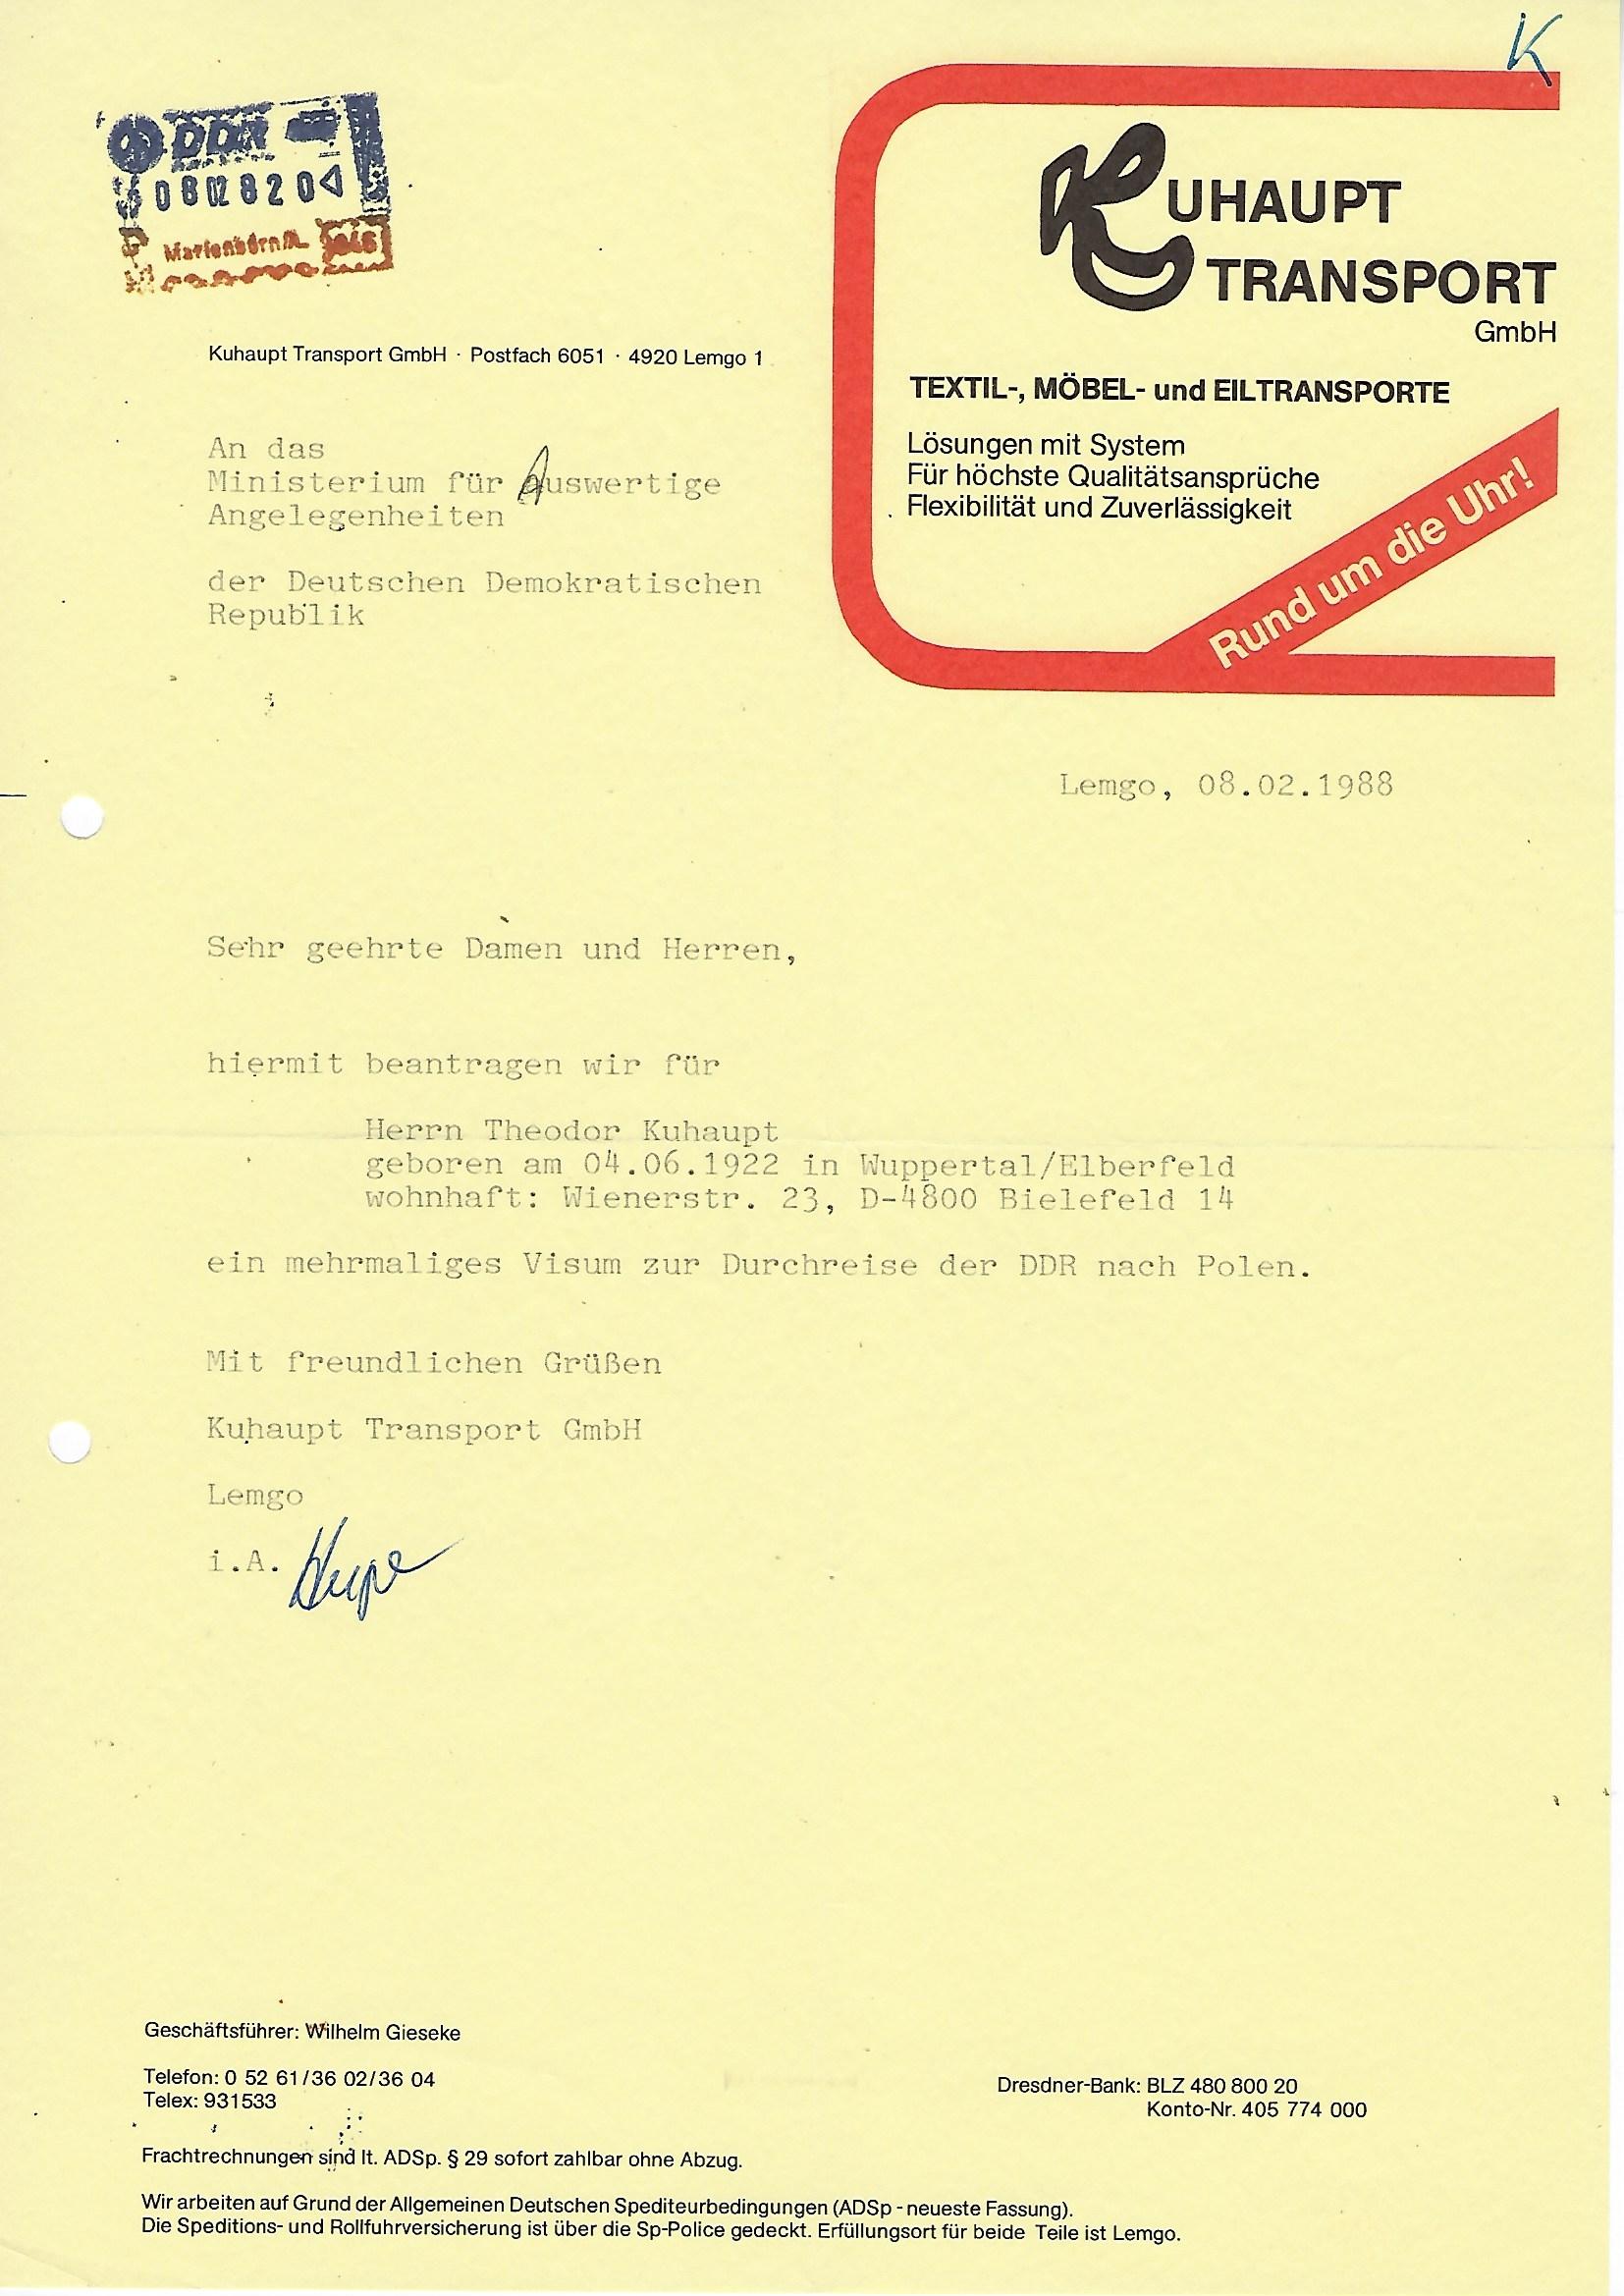 K
DDR
Marienborn/A.
KUHAUPT
TRANSPORT
GmbH
TEXTIL-, MÖBEL- und EILTRANSPORTE
Lösungen mit System
Für höchste Qualitätsansprüche
Flexibilität und Zuverlässigkeit
Rund um die Uhr!
Kuhaupt Transport GmbH · Postfach 6051 · 4920 Lemgo 1
An das
Ministerium für Auswertige
Angelegenheiten
der Deutschen Demokratischen
Republik
Lemgo, 08.02.1988
Sehr geehrte Damen und Herren,
hiermit beantragen wir für
Herrn Theodor Kuhaupt
geboren am 04.06.1922 in Wuppertal/Elberfeld
wohnhaft: Wienerstr. 23, D-4800 Bielefeld 14
ein mehrmaliges Visum zur Durchreise der DDR nach Polen.
Mit freundlichen Grüßen
Kuhaupt Transport GmbH
Lemgo
i.A.
Geschäftsführer: Wilhelm Gieseke
Telefon: 0 52 61/36 02/36 04
Telex: 931533
Dresdner-Bank: BLZ 480 800 20
Konto-Nr. 405 774 000
Frachtrechnungen sind lt. ADSp. § 29 sofort zahlbar ohne Abzug.
Wir arbeiten auf Grund der Allgemeinen Deutschen Spediteurbedingungen (ADSp - neueste Fassung).
Die Speditions- und Rollfuhrversicherung ist über die Sp-Police gedeckt. Erfüllungsort für beide Teile ist Lemgo.